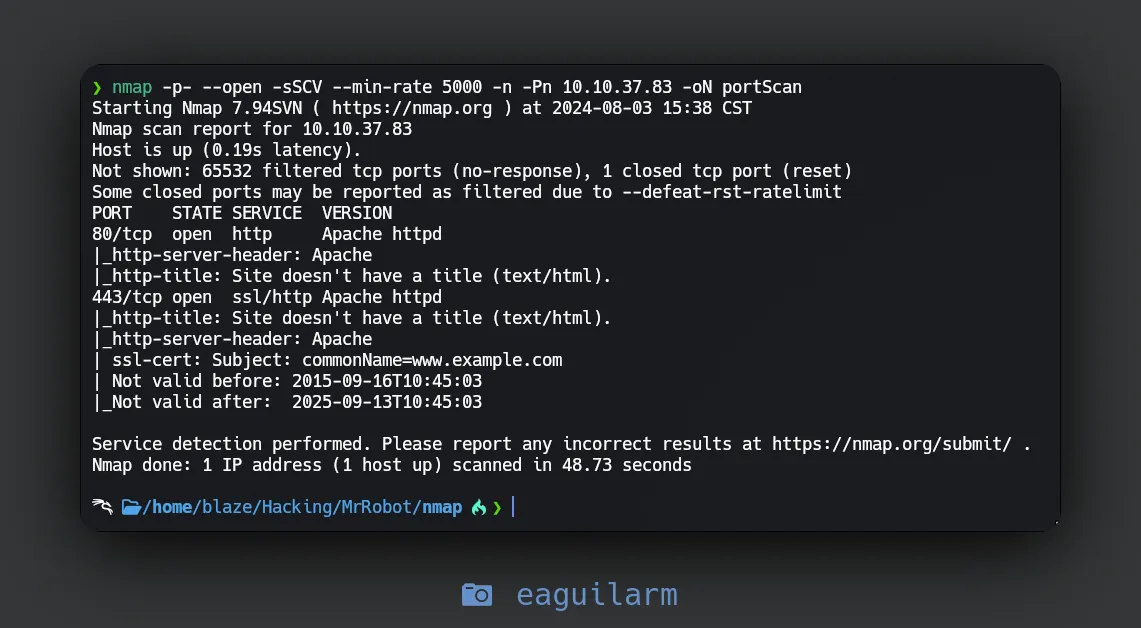 ❯ nmap -p- --open -sSCV --min-rate 5000 -n -Pn 10.10.37.83 -oN portScan
Starting Nmap 7.94SVN ( https://nmap.org ) at 2024-08-03 15:38 CST
Nmap scan report for 10.10.37.83
Host is up (0.19s latency).
Not shown: 65532 filtered tcp ports (no-response), 1 closed tcp port (reset)
Some closed ports may be reported as filtered due to --defeat-rst-ratelimit
PORT    STATE SERVICE  VERSION
80/tcp  open  http     Apache httpd
|_http-server-header: Apache
|_http-title: Site doesn't have a title (text/html).
443/tcp open  ssl/http Apache httpd
|_http-title: Site doesn't have a title (text/html).
|_http-server-header: Apache
| ssl-cert: Subject: commonName=www.example.com
| Not valid before: 2015-09-16T10:45:03
|_Not valid after:  2025-09-13T10:45:03
Service detection performed. Please report any incorrect results at https://nmap.org/submit/ .
Nmap done: 1 IP address (1 host up) scanned in 48.73 seconds
/home/blaze/Hacking/MrRobot/nmap ❯
eaguilarm